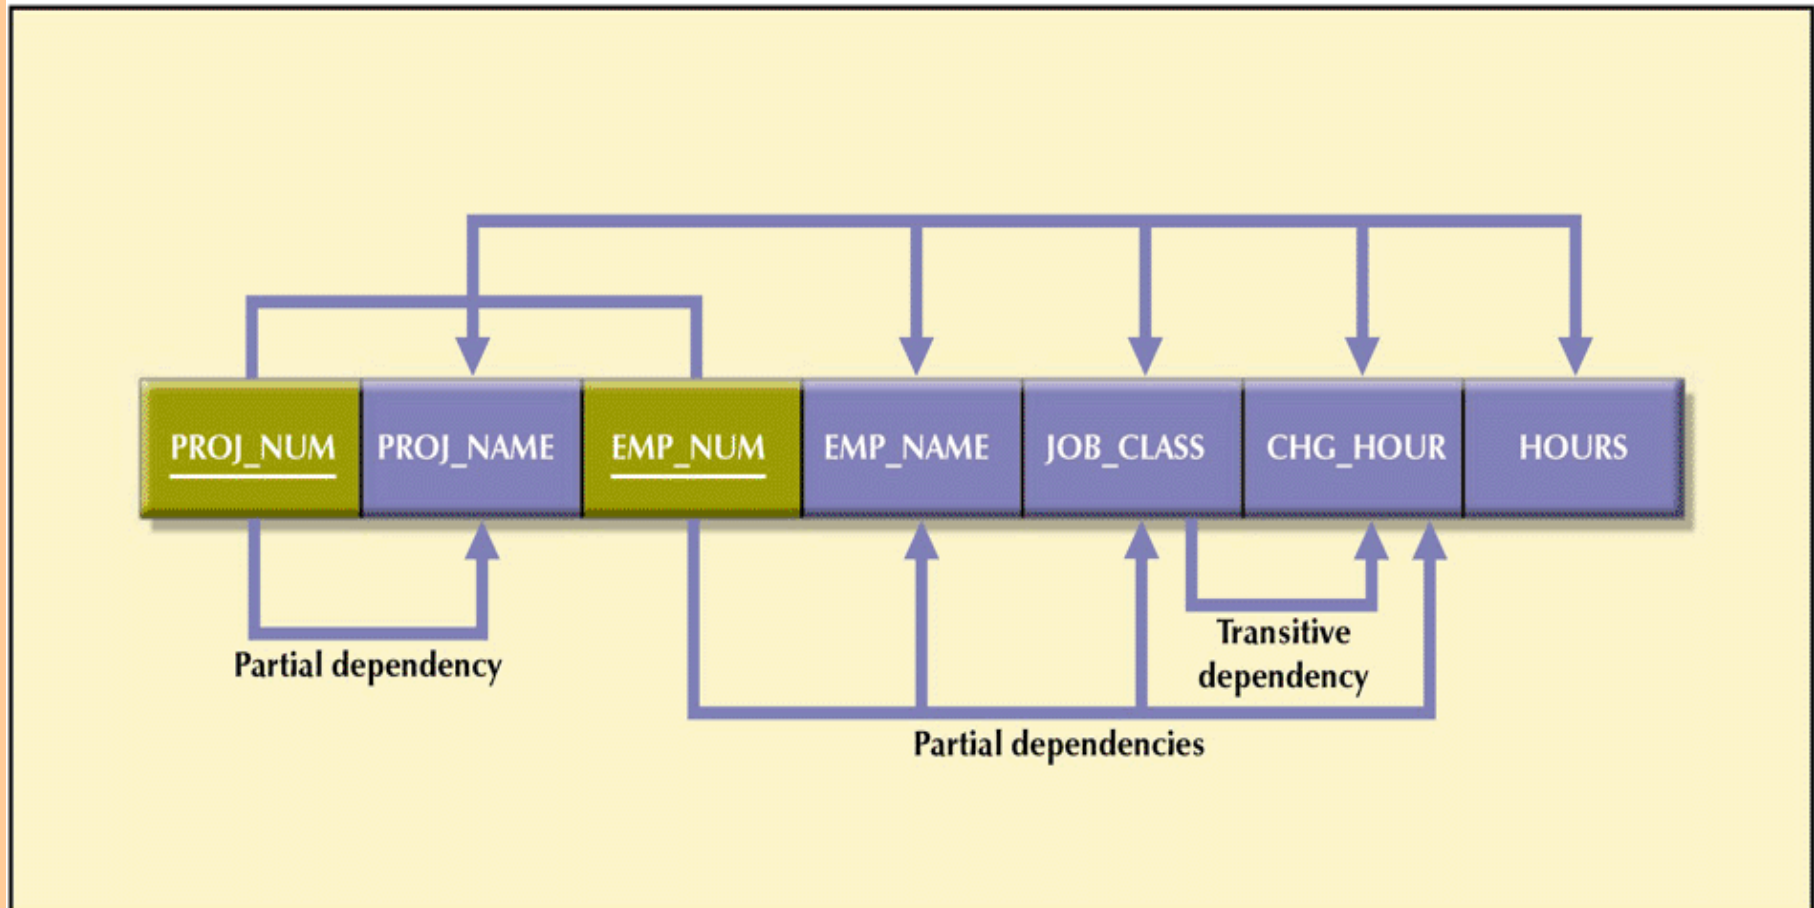 PROJ_NUM PROJ_NAME EMP_NUM EMP_NAME JOB_CLASS CHG_HOUR HOURS
Partial dependency
Transitive
dependency
Partial dependencies